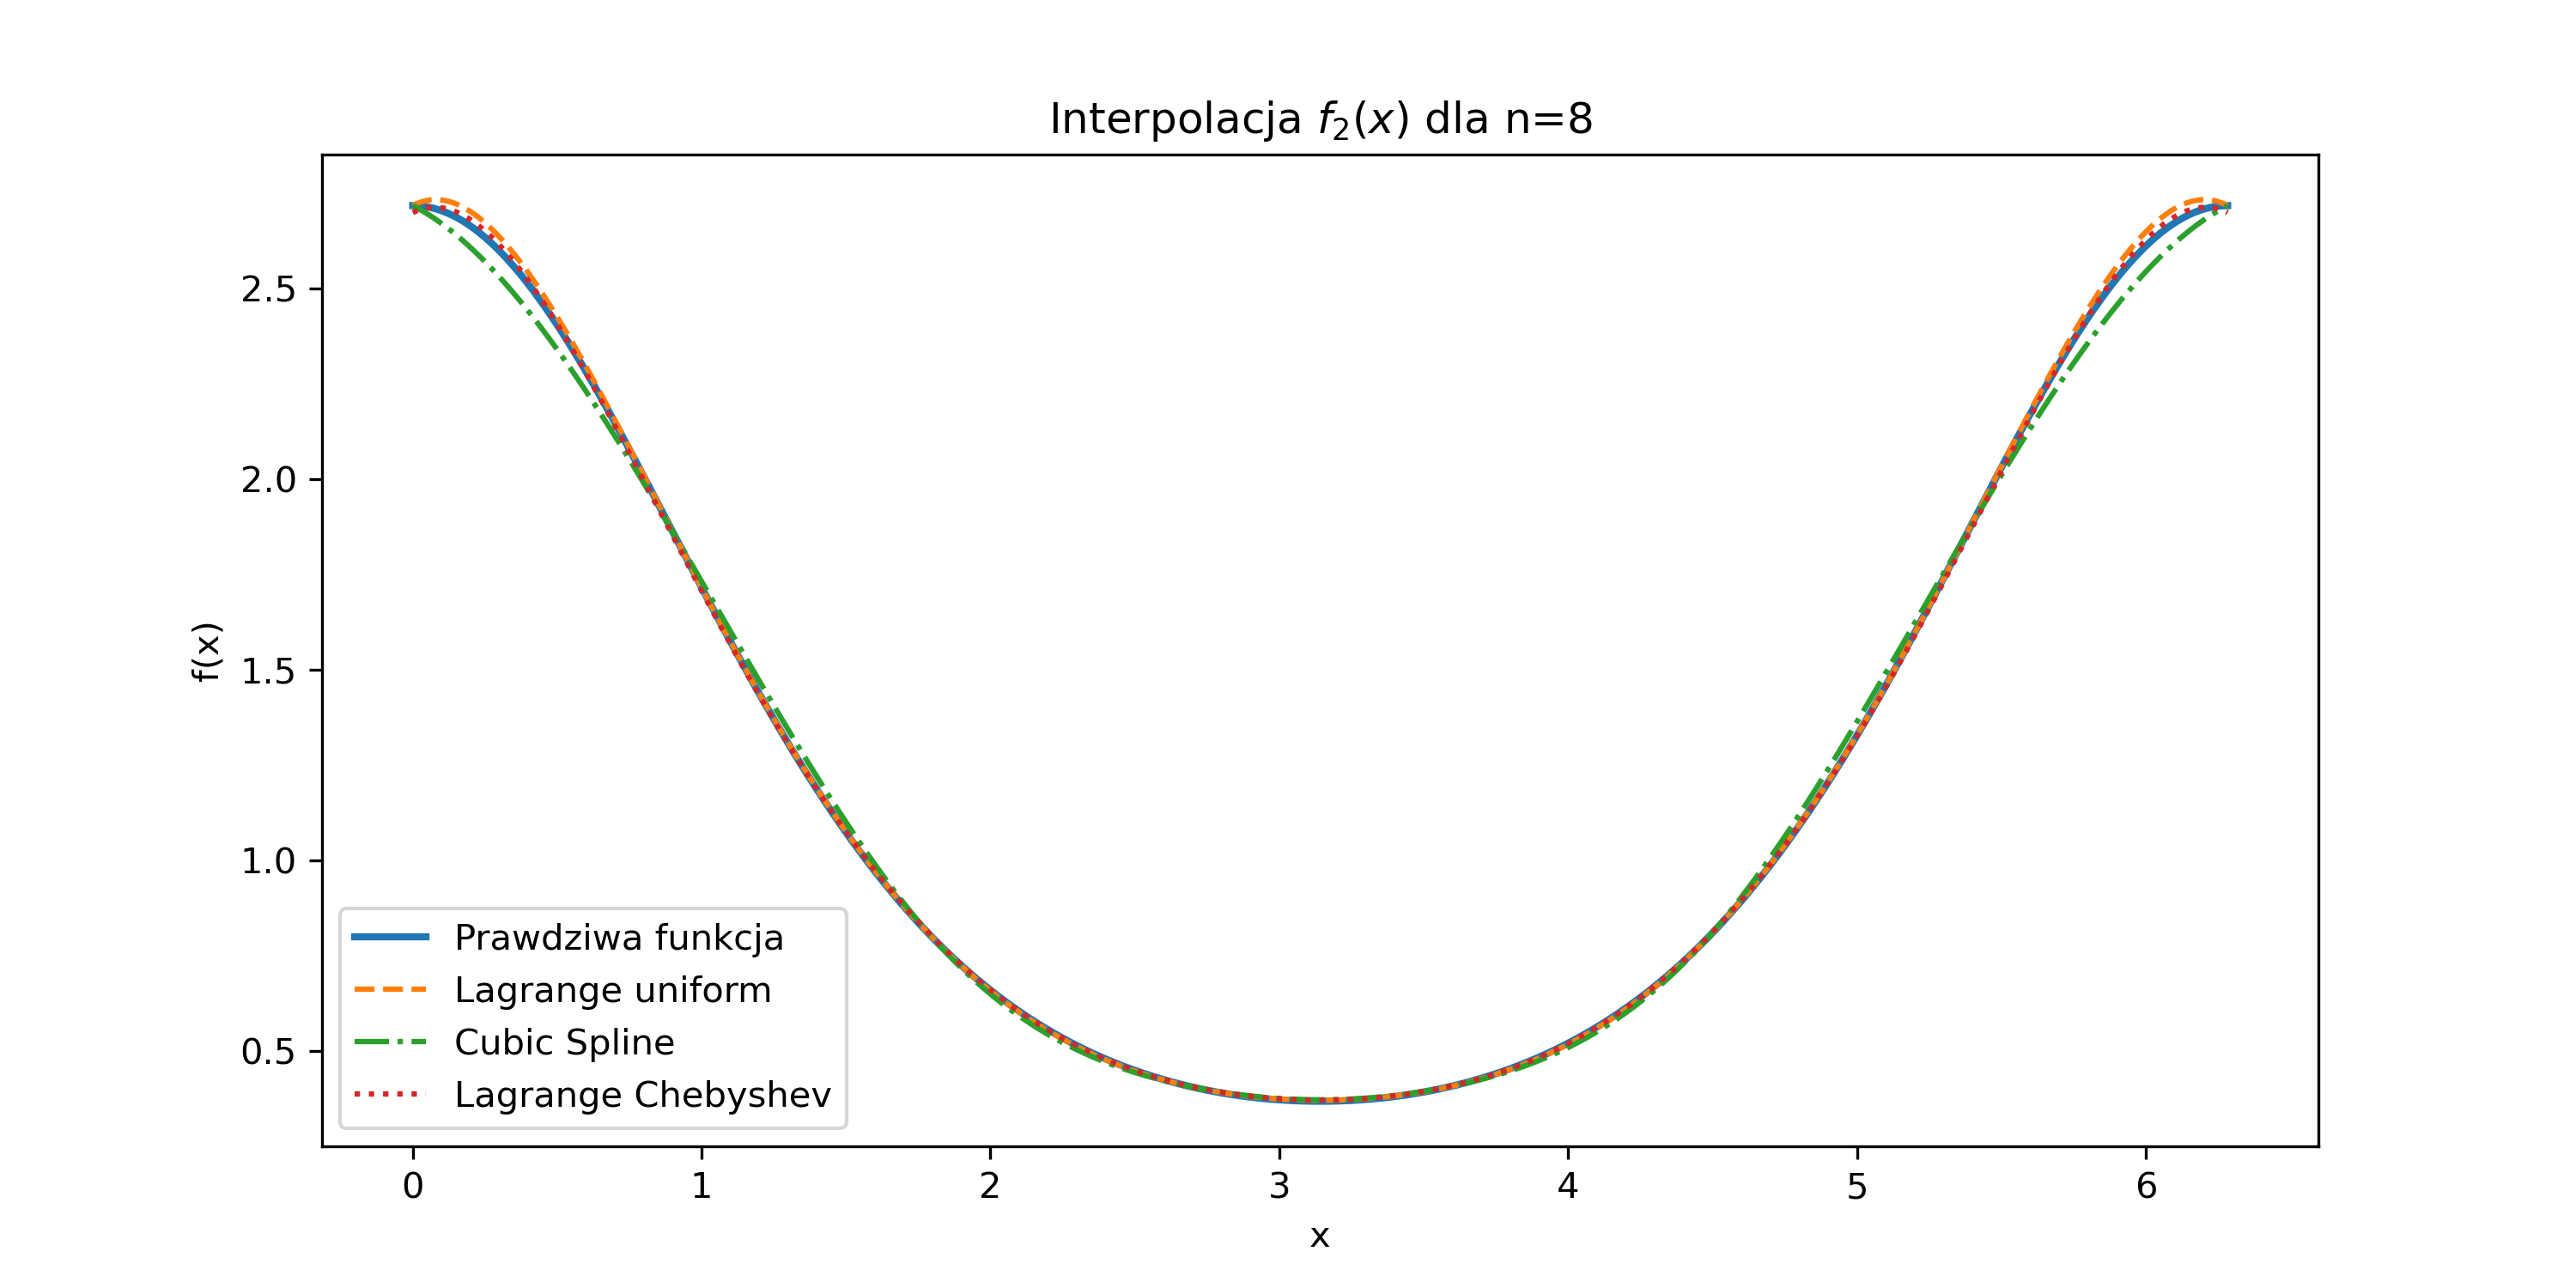 Interpolacja f₂(x) dla n=8
f(x)
2.5
2.0
1.5
1.0
0.5
Prawdziwa funkcja
Lagrange uniform
Cubic Spline
Lagrange Chebyshev
0 1 2 3 4 5 6
x